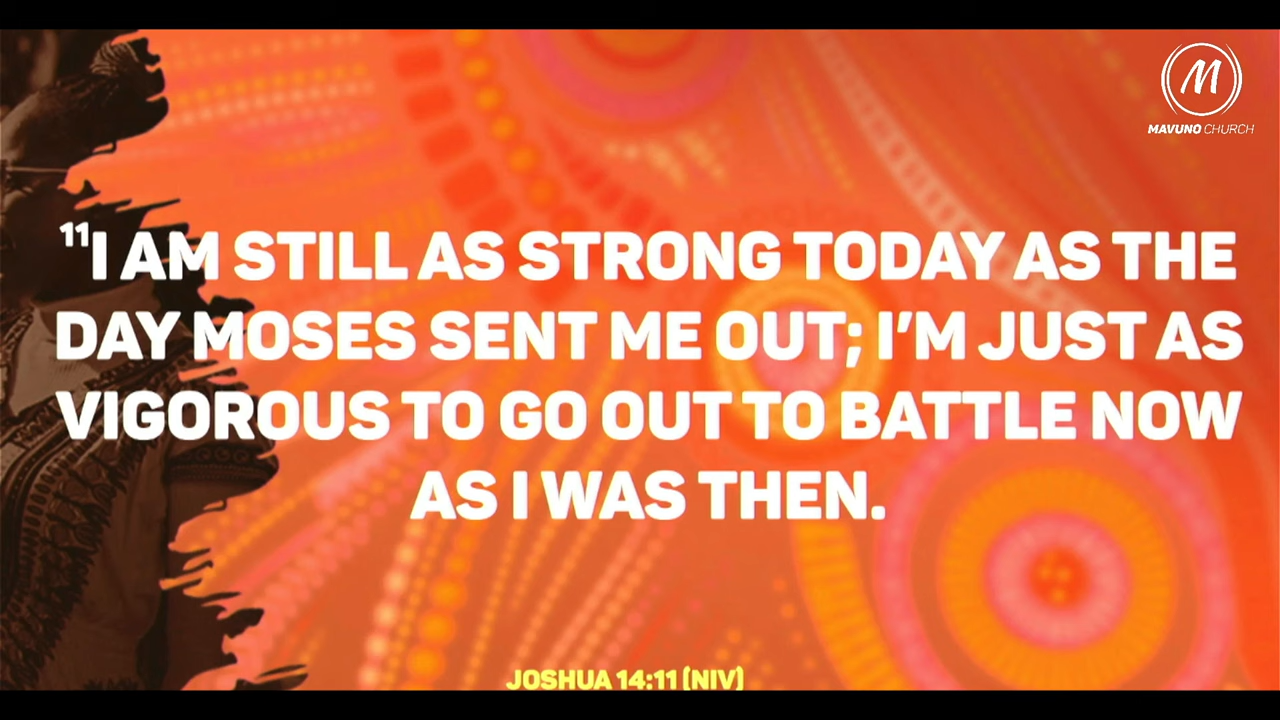 M
MAVUNO CHURCH
¹¹I AM STILL AS STRONG TODAY AS THE
DAY MOSES SENT ME OUT; I’M JUST AS
VIGOROUS TO GO OUT TO BATTLE NOW
AS I WAS THEN.
JOSHUA 14:11 (NIV)